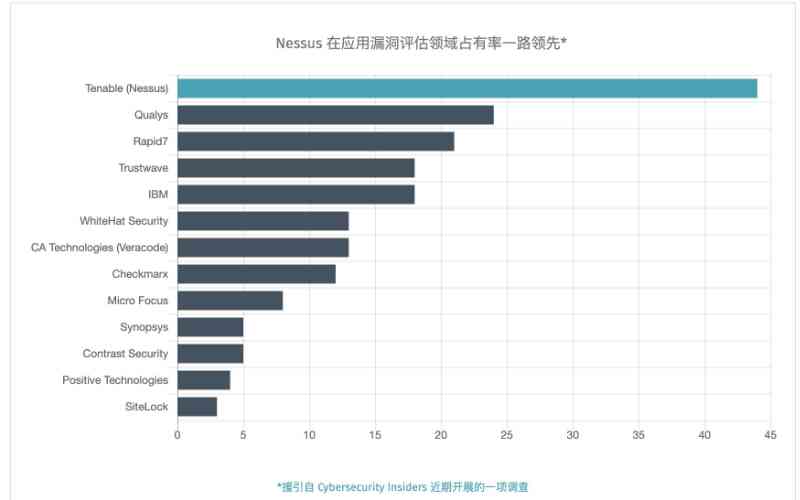 Nessus 在应用漏洞评估领域占有率一路领先*
Tenable (Nessus)
Qualys
Rapid7
Trustwave
IBM
WhiteHat Security
CA Technologies (Veracode)
Checkmarx
Micro Focus
Synopsys
Contrast Security
Positive Technologies
SiteLock
0 5 10 15 20 25 30 35 40 45
*援引自 Cybersecurity Insiders 近期开展的一项调查